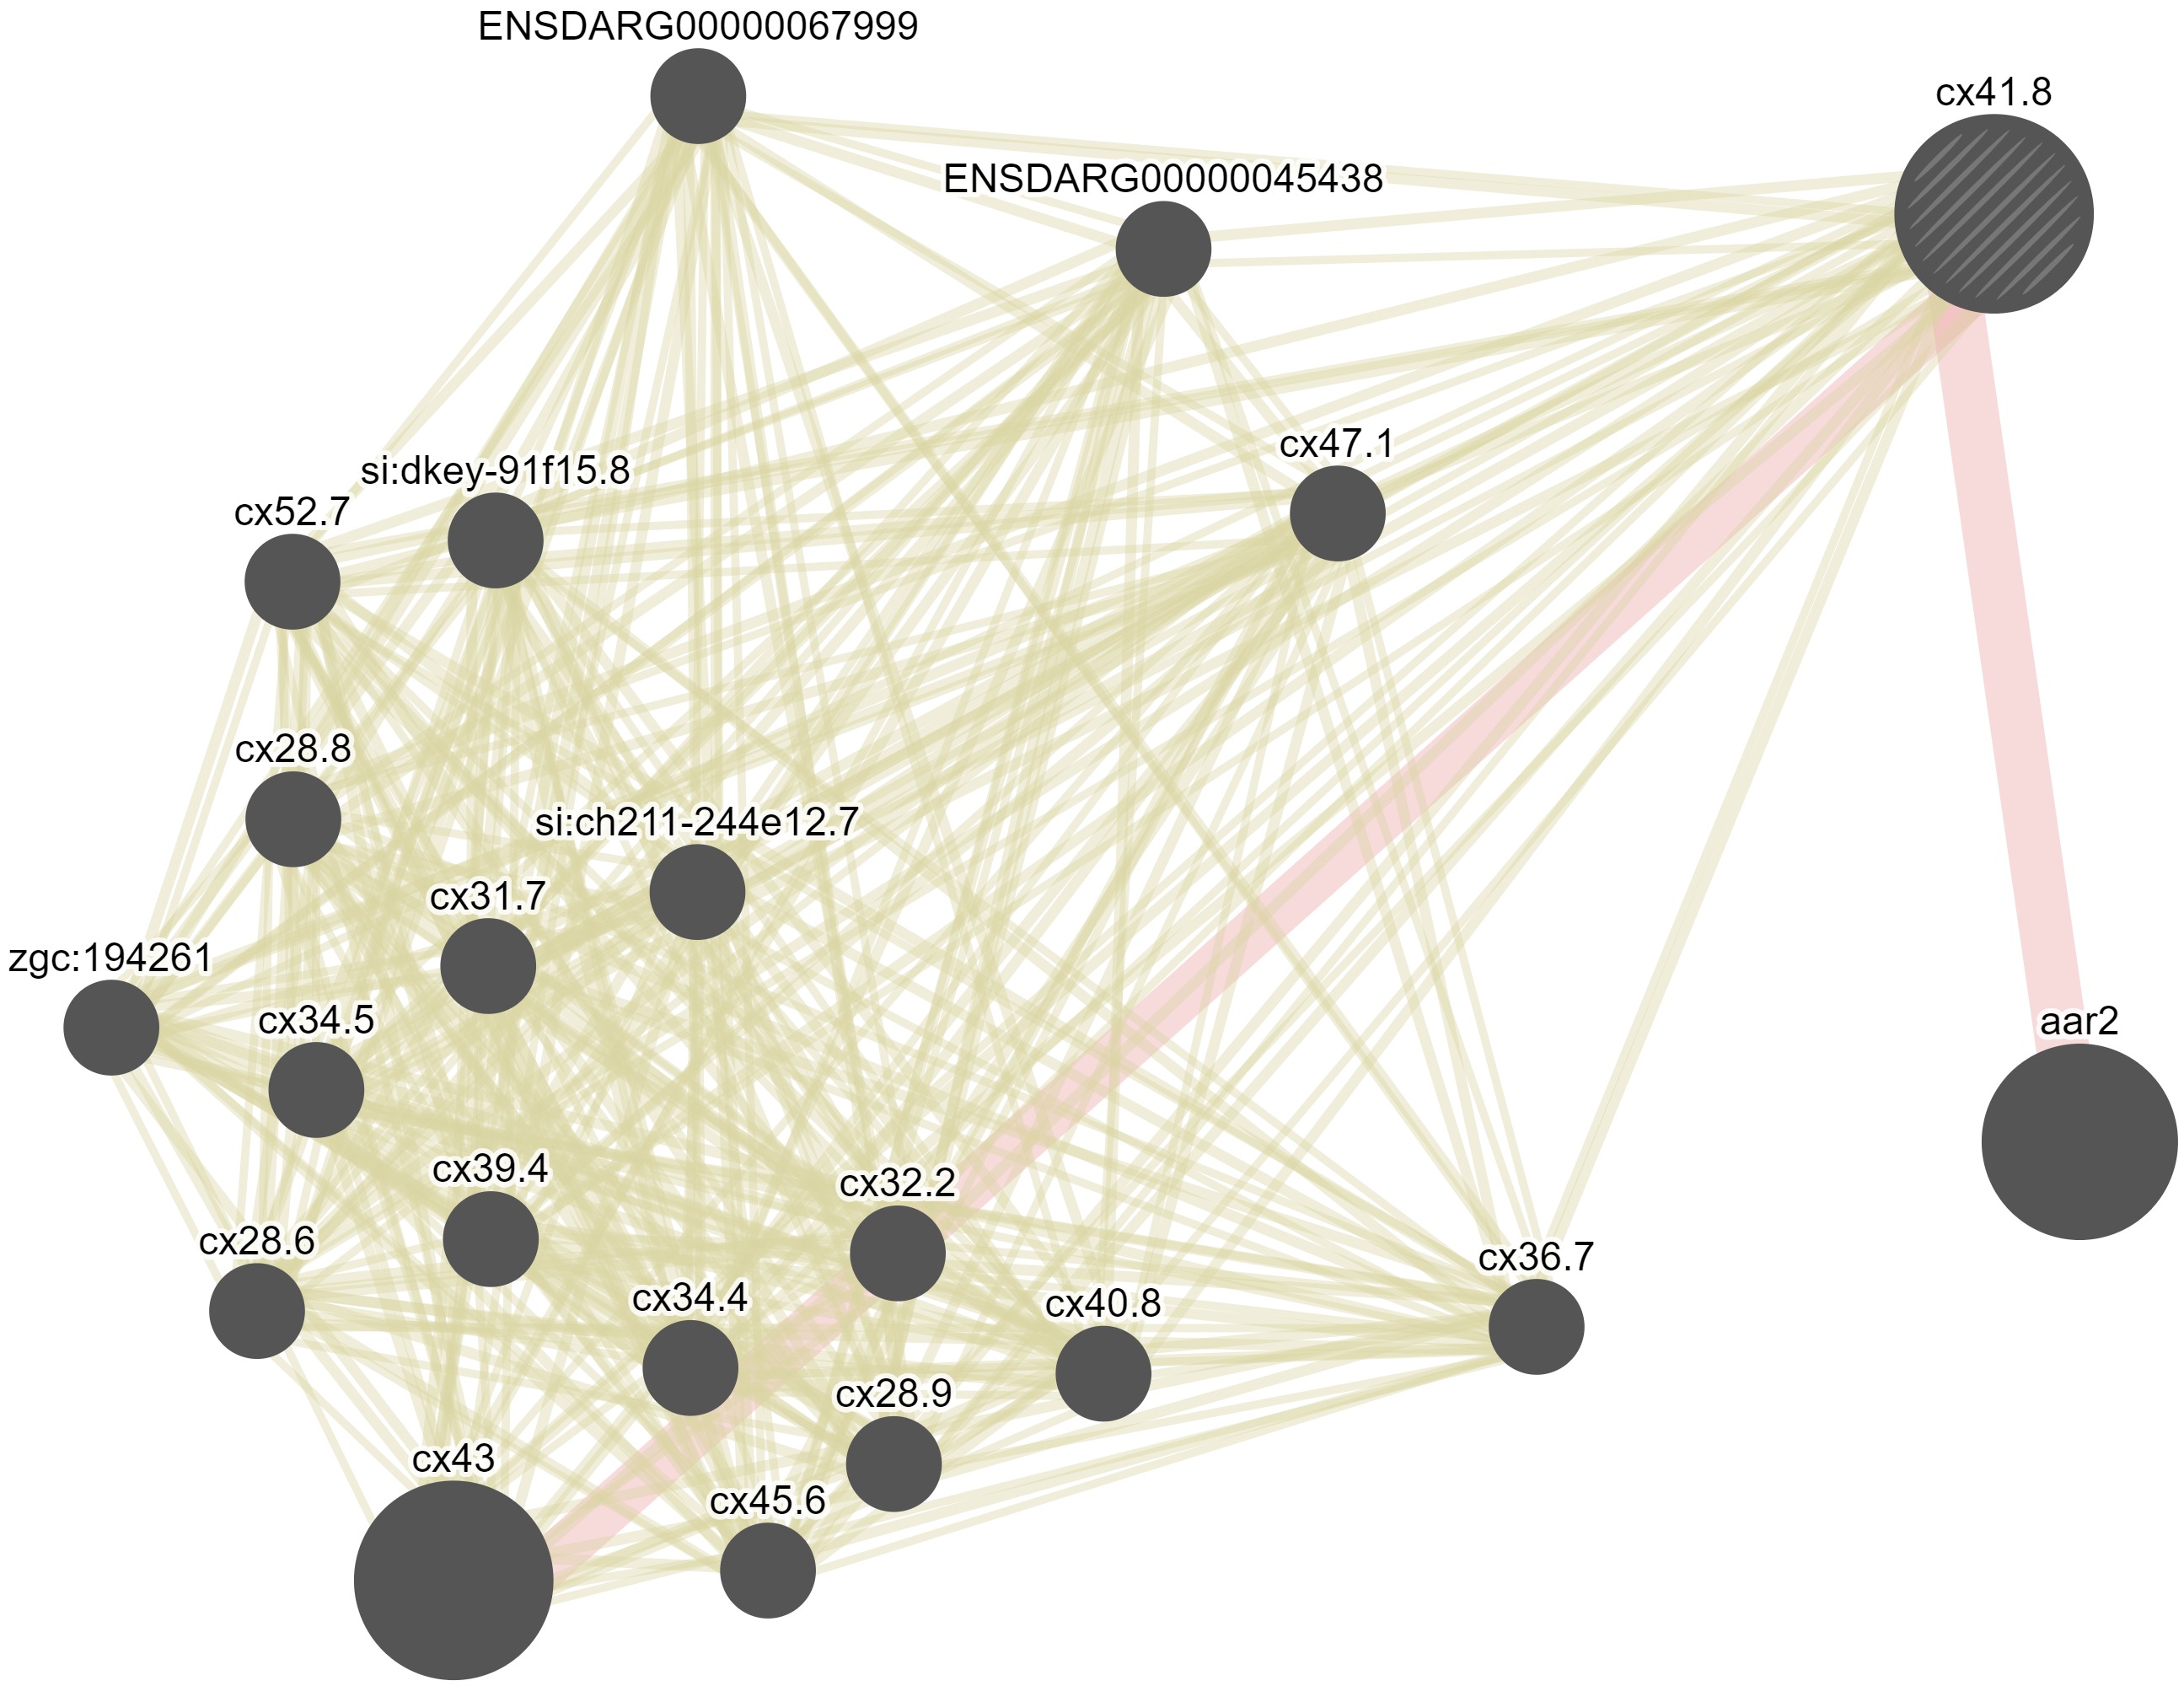 ENSDARG00000067999
cx41.8
ENSDARG00000045438
cx47.1
si:dkey-91f15.8
cx52.7
cx28.8
si:ch211-244e12.7
cx31.7
zgc:194261
cx34.5
aar2
cx39.4
cx32.2
cx28.6
cx36.7
cx34.4
cx40.8
cx28.9
cx43
cx45.6